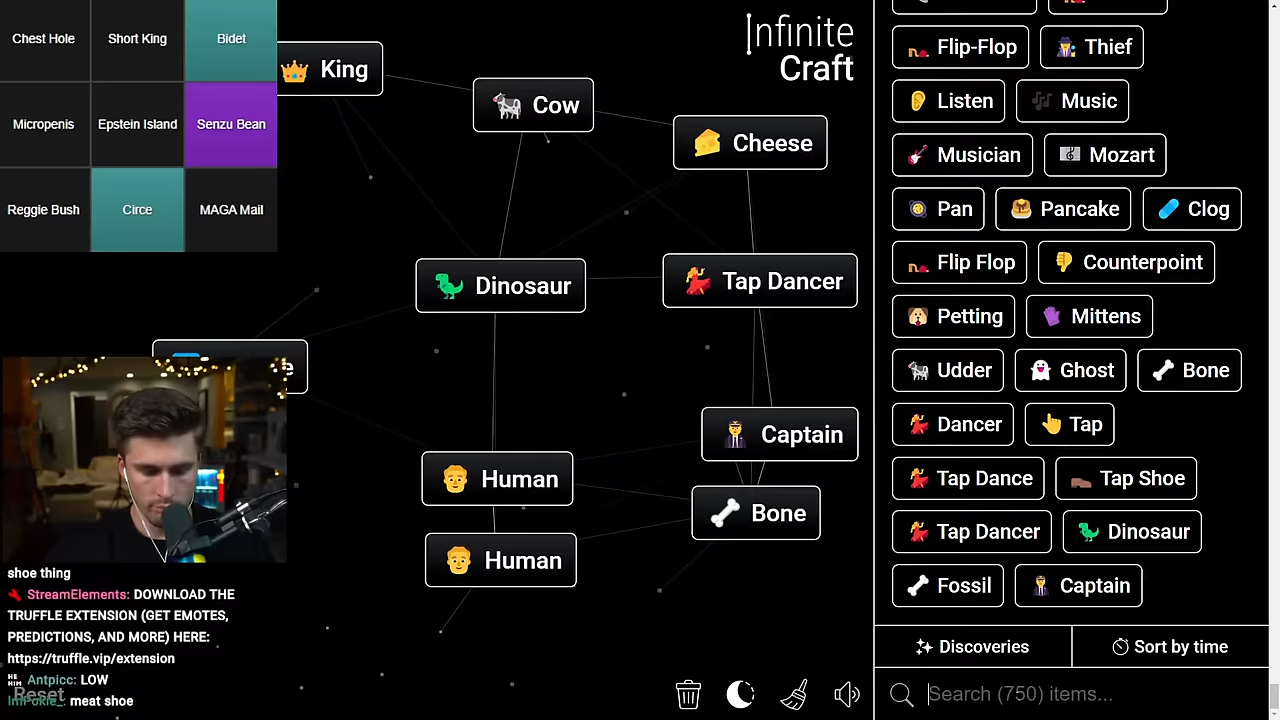 Chest Hole
Short King
Bidet
Micropenis
Epstein Island
Senzu Bean
Reggie Bush
Circe
MAGA Mail
King
Cow
Cheese
Dinosaur
Tap Dancer
Captain
Human
Bone
Human
Infinite
Craft
Flip-Flop
Thief
Listen
Music
Musician
Mozart
Pan
Pancake
Clog
Flip Flop
Counterpoint
Petting
Mittens
Udder
Ghost
Bone
Dancer
Tap
Tap Dance
Tap Shoe
Tap Dancer
Dinosaur
Fossil
Captain
Discoveries
Sort by time
Search (750) items...
shoe thing
StreamElements: DOWNLOAD THE
TRUFFLE EXTENSION (GET EMOTES,
PREDICTIONS, AND MORE) HERE:
https://truffle.vip/extension
HE HIM Antpicc: LOW
Reset
ImPokie_: meat shoe